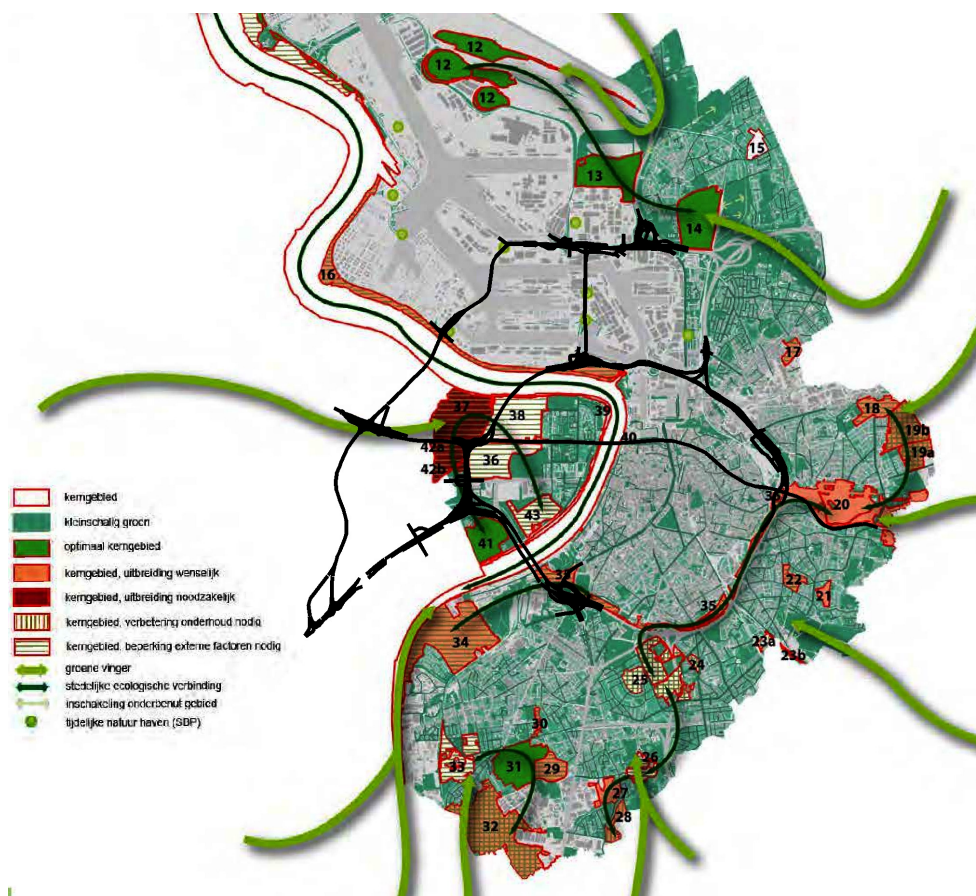 12
12
12
13
14
15
16
17
18
19b
19a
20
37
38
39
40
42a
42b
36
43
41
35
22
21
35
23a
23b
34
24
25
30
33
31
29
26
27
28
32
kerngebied
kleinschalig groen
optimaal kerngebied
kerngebied, uitbreiding wenselijk
kerngebied, uitbreiding noodzakelijk
kerngebied, verbetering onderhoud nodig
kerngebied, beperking externe factoren nodig
groene vinger
stedelijke ecologische verbinding
inschakeling onderbenut gebied
tijdelijke natuur haven (SBP)